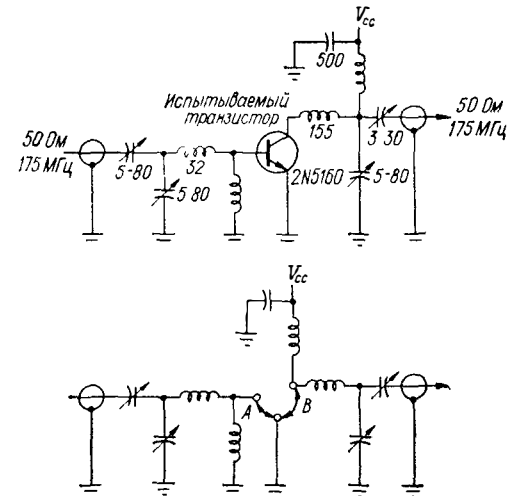 Vcc
500
Испытываемый
транзистор
50 Ом
175 МГц
5-80
32
5 80
155
2N5160
3 30
5-80
50 Ом
175 МГц
Vcc
A
B